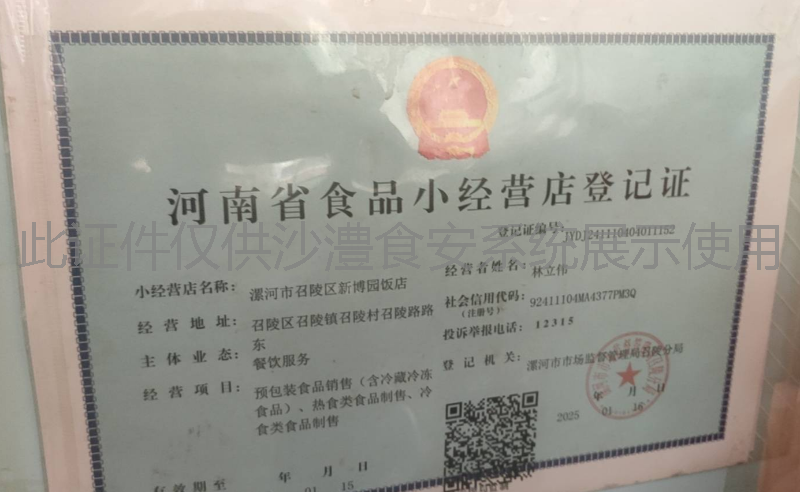 河南省食品小经营店登记证
登记证编号：JYDJ24111040401TTS2
此证件仅供沙澧食安系统展示使用
小经营店名称： 漯河市召陵区新博园饭店
经营者姓名： 林立伟
经 营 地 址： 召陵区召陵镇召陵村召陵路路
东
社会信用代码： 92411104MA4377PM3Q
（注册号）
主 体 业 态： 餐饮服务
投诉举报电话： 12315
经 营 项 目： 预包装食品销售（含冷藏冷冻
食品）、热食类食品制售、冷
食类食品制售
登 记 机 关： 漯河市市场监督管理局召陵分局
年 月 日
2025 01 16
有 效 期 至 年 月 日
01 15